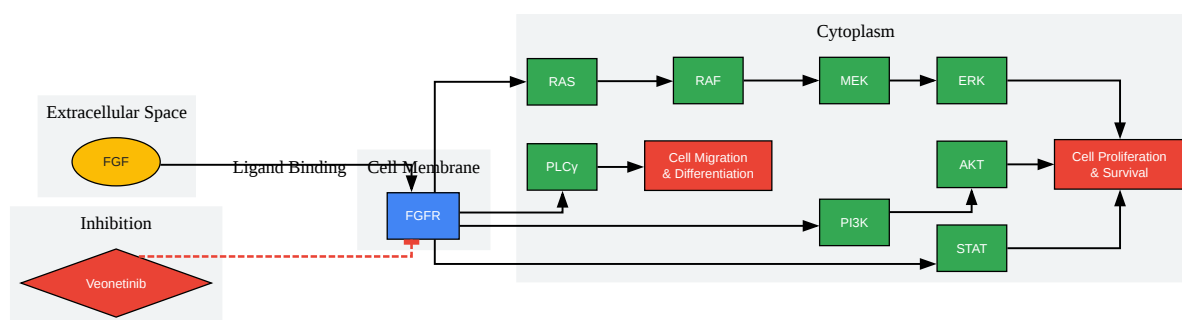 Cytoplasm
RAS
RAF
MEK
ERK
Extracellular Space
FGF
Ligand Binding
Cell Membrane
PLCγ
Cell Migration
& Differentiation
AKT
Cell Proliferation
& Survival
FGFR
PI3K
STAT
Inhibition
Veonetinib